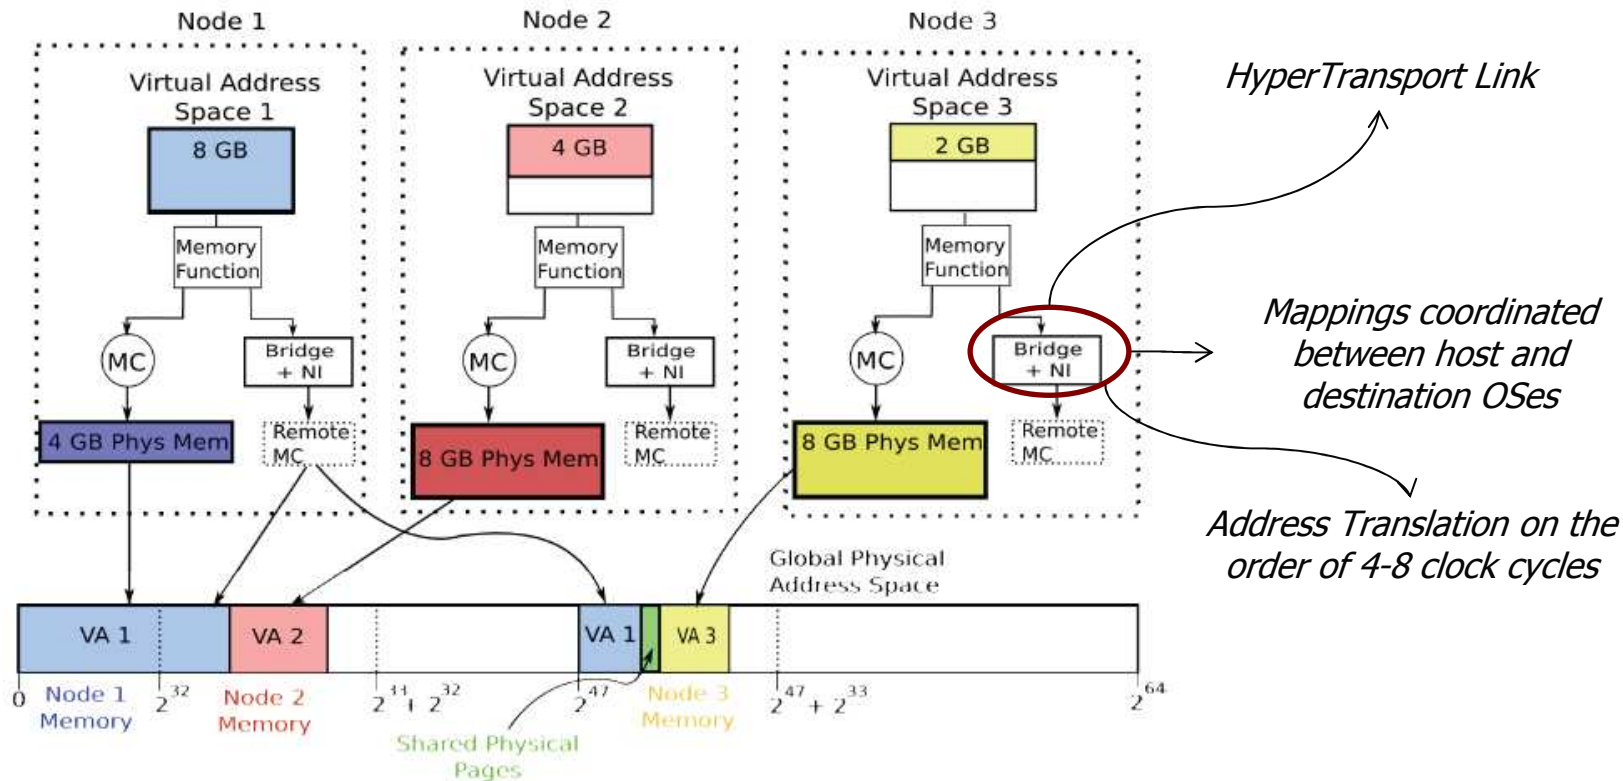 Node 1
Node 2
Node 3
Virtual Address
Space 1
8 GB
Memory
Function
MC
Bridge
+ NI
4 GB Phys Mem
Remote
MC
Virtual Address
Space 2
4 GB
Memory
Function
MC
Bridge
+ NI
8 GB Phys Mem
Remote
MC
Virtual Address
Space 3
2 GB
Memory
Function
MC
Bridge
+ NI
8 GB Phys Mem
Remote
MC
HyperTransport Link
Mappings coordinated
between host and
destination OSes
Address Translation on the
order of 4-8 clock cycles
Global Physical
Address Space
VA 1
VA 2
VA 1
VA 3
0
Node 1
Memory
2^32
Node 2
Memory
+ 2^32
2^47
Node 3
Memory
2^47 + 2^33
2^64
Shared Physical
Pages